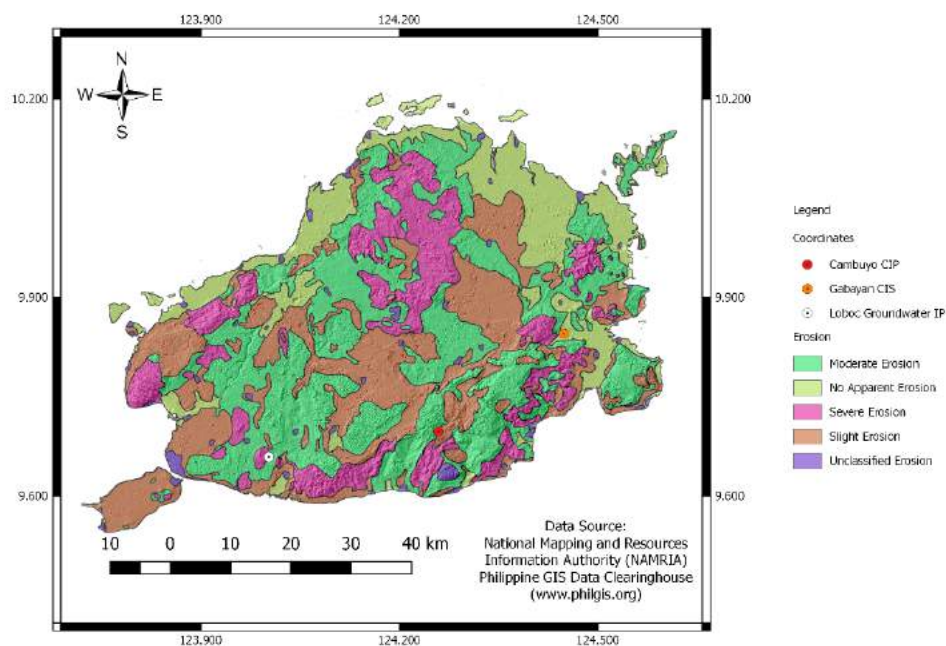 123.900 124.200 124.500
N
W E
S
10.200 10.200
9.900 9.900
9.600 9.600
10 0 10 20 30 40 km
Data Source:
National Mapping and Resources
Information Authority (NAMRIA)
Philippine GIS Data Clearinghouse
(www.philgis.org)
123.900 124.200 124.500
Legend
Coordinates
Cambuyo CIP
Gabayan CIS
Loboc Groundwater IP
Erosion
Moderate Erosion
No Apparent Erosion
Severe Erosion
Slight Erosion
Unclassified Erosion